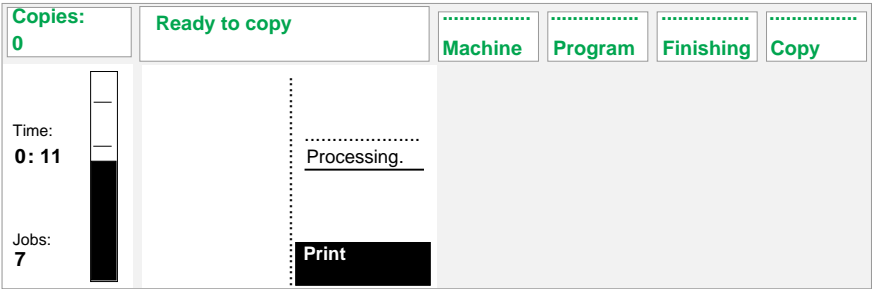 Copies:
0
Ready to copy
Machine
Program
Finishing
Copy
Time:
0: 11
Processing.
Jobs:
7
Print